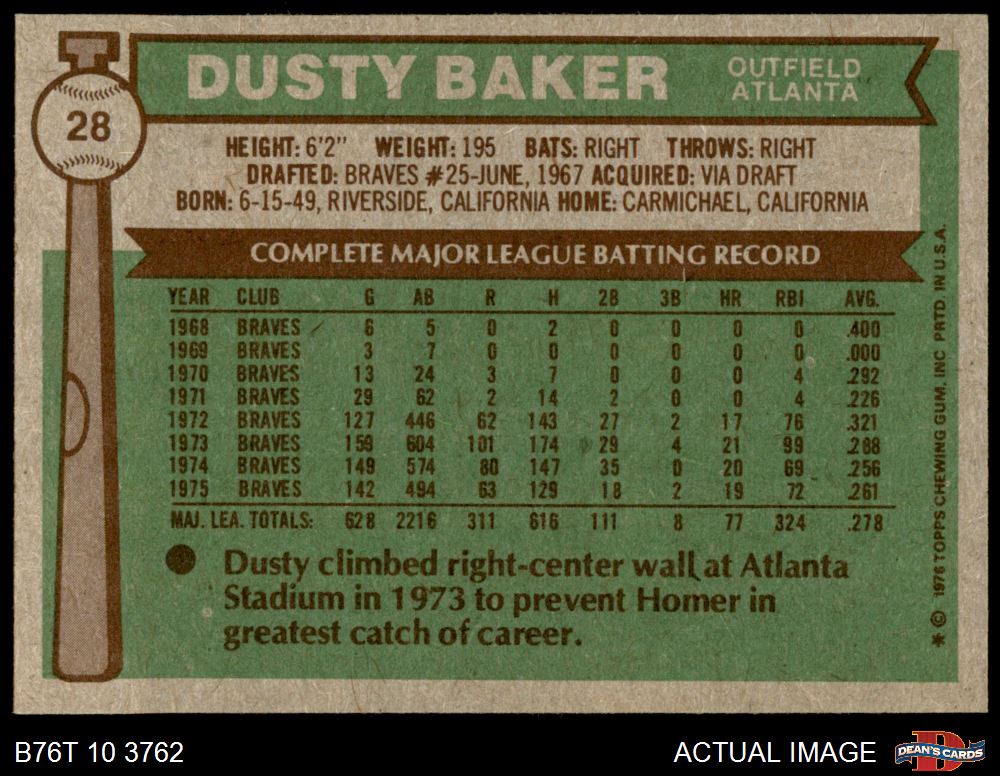 28
DUSTY BAKER
OUTFIELD
ATLANTA
HEIGHT: 6'2" WEIGHT: 195 BATS: RIGHT THROWS: RIGHT
DRAFTED: BRAVES #25-JUNE, 1967 ACQUIRED: VIA DRAFT
BORN: 6-15-49, RIVERSIDE, CALIFORNIA HOME: CARMICHAEL, CALIFORNIA
COMPLETE MAJOR LEAGUE BATTING RECORD
YEAR CLUB G AB R H 2B 3B HR RBI AVG.
1968 BRAVES 6 5 0 2 0 0 0 0 .400
1969 BRAVES 3 7 0 0 0 0 0 0 .000
1970 BRAVES 13 24 3 7 0 0 0 4 .292
1971 BRAVES 29 62 2 14 2 0 0 4 .226
1972 BRAVES 127 446 62 143 27 2 17 76 .321
1973 BRAVES 159 604 101 174 29 4 21 99 .288
1974 BRAVES 149 574 80 147 35 0 20 69 .256
1975 BRAVES 142 494 63 129 18 2 19 72 .261
MAJ. LEA. TOTALS: 628 2216 311 616 111 8 77 324 .278
● Dusty climbed right-center wall at Atlanta
Stadium in 1973 to prevent Homer in
greatest catch of career.
* © 1976 TOPPS CHEWING GUM, INC PRTD. IN U.S.A.
B76T 10 3762
ACTUAL IMAGE
DEAN'S CARDS